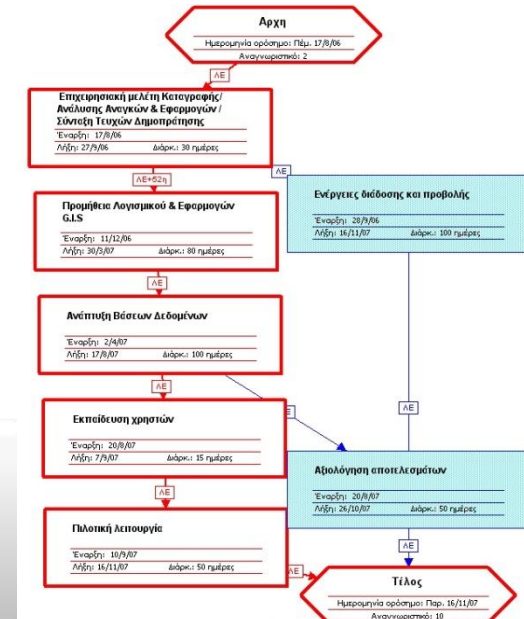 Αρχη
Ημερομηνία ορόσημο: Πέμ. 17/8/06
Αναγνωριστικό: 2
ΛΕ
Επιχειρησιακή μελέτη Καταγραφής/
Ανάλυσης Αναγκών & Εφαρμογών /
Σύνταξη Τευχών Δημοπράτησης
Έναρξη: 17/8/06
Λήξη: 27/9/06 Διάρκ.: 30 ημέρες
ΛΕ
ΛΕ+52η
Ενέργειες διάδοσης και προβολής
Έναρξη: 28/9/06
Λήξη: 16/11/07 Διάρκ.: 100 ημέρες
Προμήθεια Λογισμικού & Εφαρμογών
G.I.S
Έναρξη: 11/12/06
Λήξη: 30/3/07 Διάρκ.: 80 ημέρες
ΛΕ
Ανάπτυξη Βάσεων Δεδομένων
Έναρξη: 2/4/07
Λήξη: 17/8/07 Διάρκ.: 100 ημέρες
ΛΕ
ΛΕ
ΛΕ
Εκπαίδευση χρηστών
Έναρξη: 20/8/07
Λήξη: 7/9/07 Διάρκ.: 15 ημέρες
Αξιολόγηση αποτελεσμάτων
Έναρξη: 20/8/07
Λήξη: 26/10/07 Διάρκ.: 50 ημέρες
ΛΕ
Πιλοτική λειτουργία
Έναρξη: 10/9/07
Λήξη: 16/11/07 Διάρκ.: 50 ημέρες
ΛΕ
ΛΕ
Τέλος
Ημερομηνία ορόσημο: Παρ. 16/11/07
Αναγνωριστικό: 10